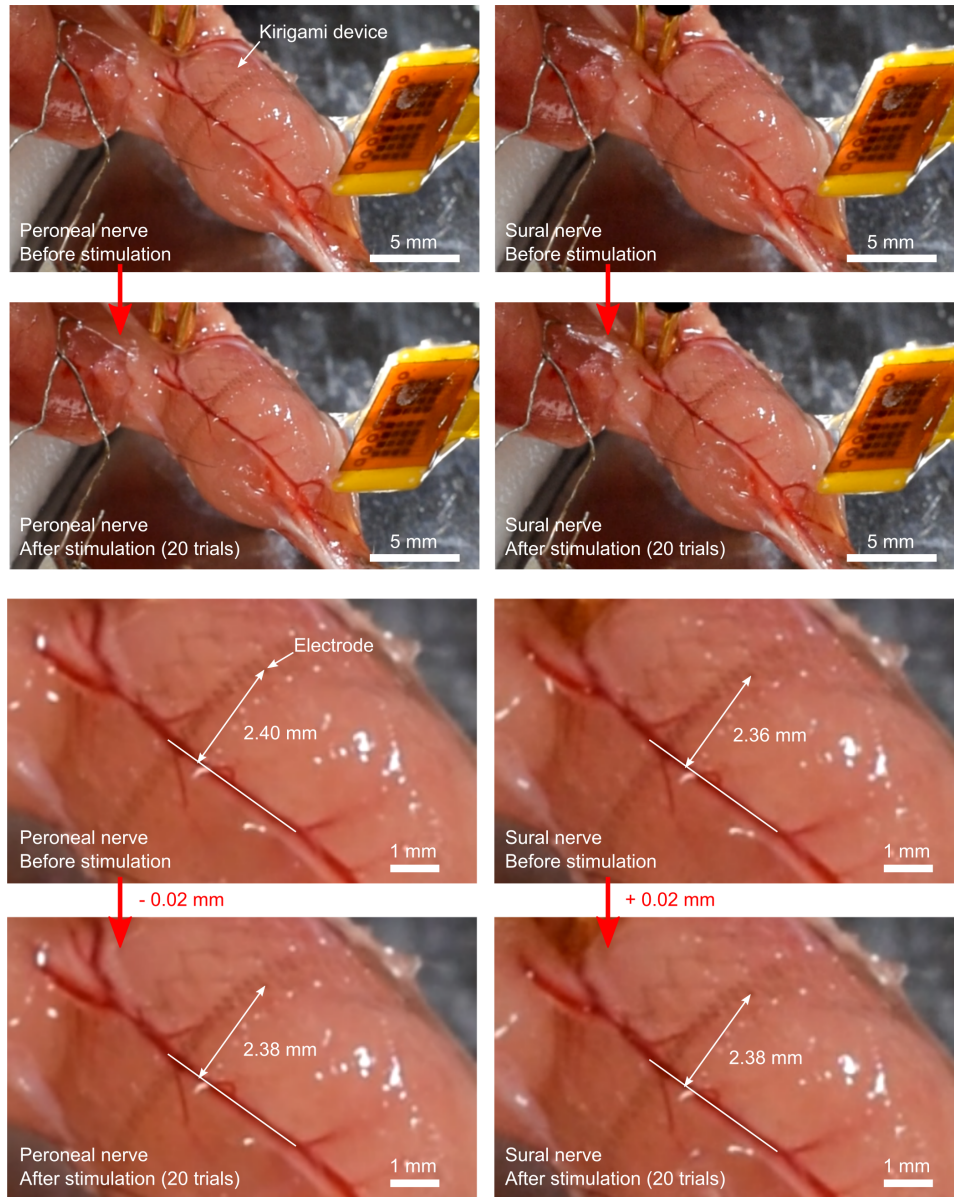 Kirigami device
Peroneal nerve
Before stimulation
5 mm
Sural nerve
Before stimulation
5 mm
Peroneal nerve
After stimulation (20 trials)
5 mm
Sural nerve
After stimulation (20 trials)
5 mm
Electrode
2.40 mm
Peroneal nerve
Before stimulation
1 mm
2.36 mm
Sural nerve
Before stimulation
1 mm
- 0.02 mm
+ 0.02 mm
2.38 mm
Peroneal nerve
After stimulation (20 trials)
1 mm
2.38 mm
Sural nerve
After stimulation (20 trials)
1 mm